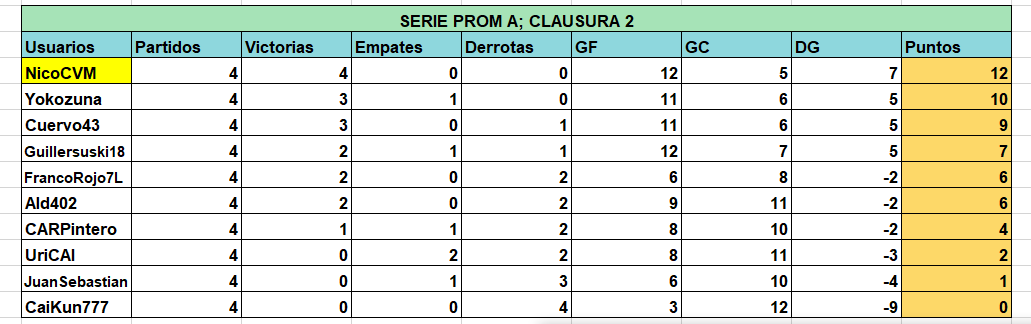 SERIE PROM A; CLAUSURA 2
Usuarios Partidos Victorias Empates Derrotas GF GC DG Puntos
NicoCVM 4 4 0 0 12 5 7 12
Yokozuna 4 3 1 0 11 6 5 10
Cuervo43 4 3 0 1 11 6 5 9
Guillersuski18 4 2 1 1 12 7 5 7
FrancoRojo7L 4 2 0 2 6 8 -2 6
Ald402 4 2 0 2 9 11 -2 6
CARPintero 4 1 1 2 8 10 -2 4
UriCAI 4 0 2 2 8 11 -3 2
JuanSebastian 4 0 1 3 6 10 -4 1
CaiKun777 4 0 0 4 3 12 -9 0